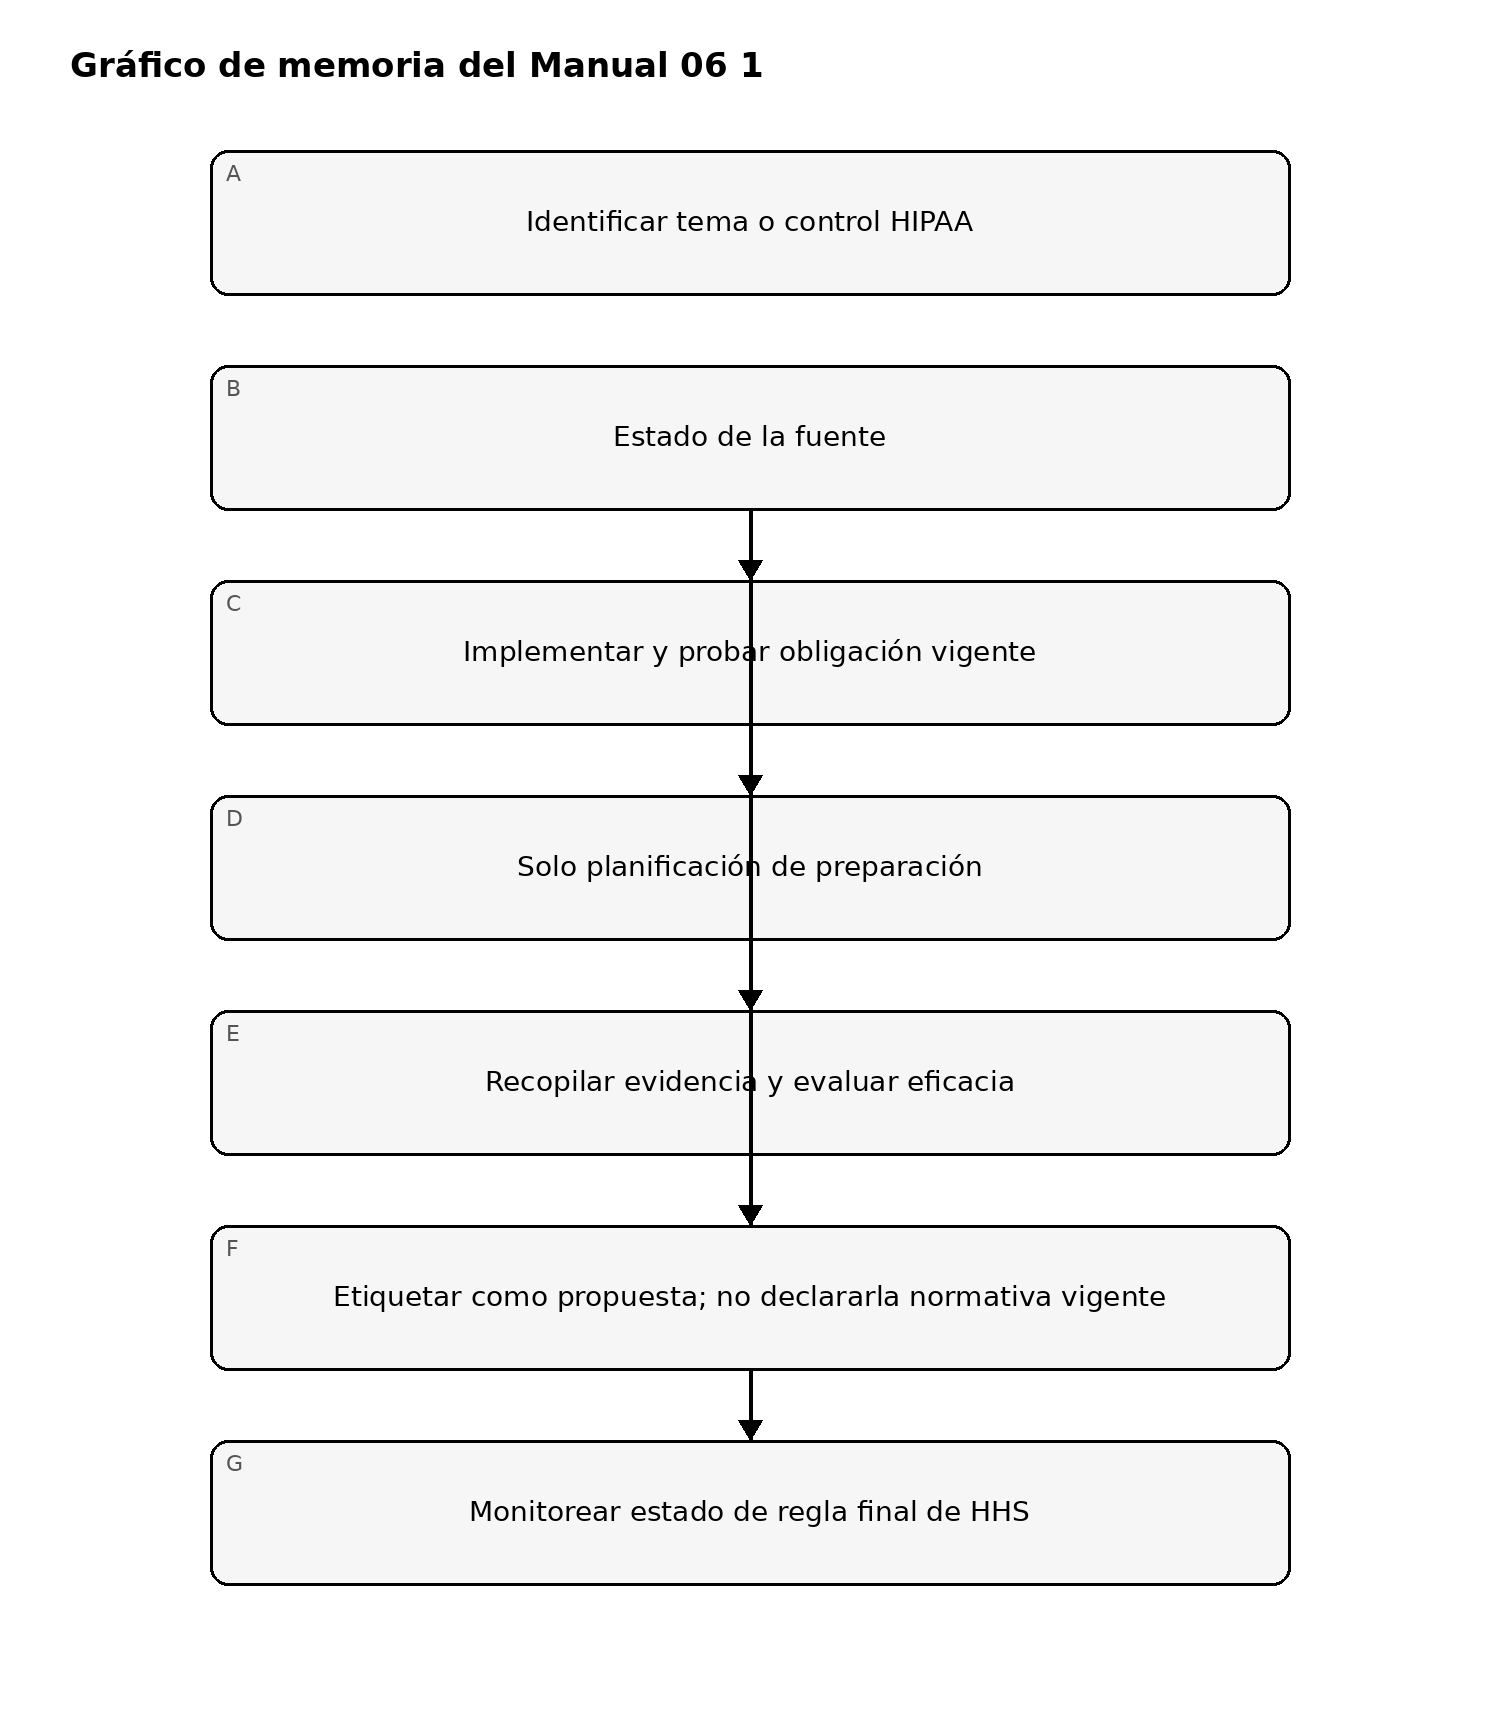 Gráfico de memoria del Manual 06 1
A
Identificar tema o control HIPAA
B
Estado de la fuente
C
Implementar y probar obligación vigente
D
Solo planificación de preparación
E
Recopilar evidencia y evaluar eficacia
F
Etiquetar como propuesta; no declararla normativa vigente
G
Monitorear estado de regla final de HHS